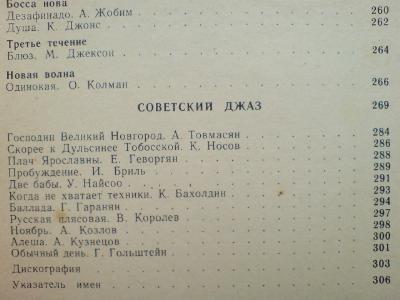 Босса нова
Дезафинадо. А. Жобим . . . . . . . . 260
Душа. К. Джонс . . . . . . . . 262
Третье течение
Блюз. М. Джексон . . . . . . . . 264
Новая волна
Одинокая. О. Колман . . . . . . . . 266
СОВЕТСКИЙ ДЖАЗ 269
Господин Великий Новгород. А. Товмасян . . . . . . . . 284
Скорее к Дульсинее Тобосской. К. Носов . . . . . . . . 286
Плач Ярославны. Е. Геворгян . . . . . . . . 288
Пробуждение. И. Бриль . . . . . . . . 289
Две бабы. У. Найсоо . . . . . . . . 291
Когда не хватает техники. К. Бахолдин . . . . . . . . 293
Баллада. Г. Гаранян . . . . . . . . 294
Русская плясовая. В. Королев . . . . . . . . 297
Ноябрь. А. Козлов . . . . . . . . 298
Алеша. А. Кузнецов . . . . . . . . 300
Обычный день. Г. Гольштейн . . . . . . . . 301
Дискография . . . . . . . . 303
Указатель имен . . . . . . . . 306